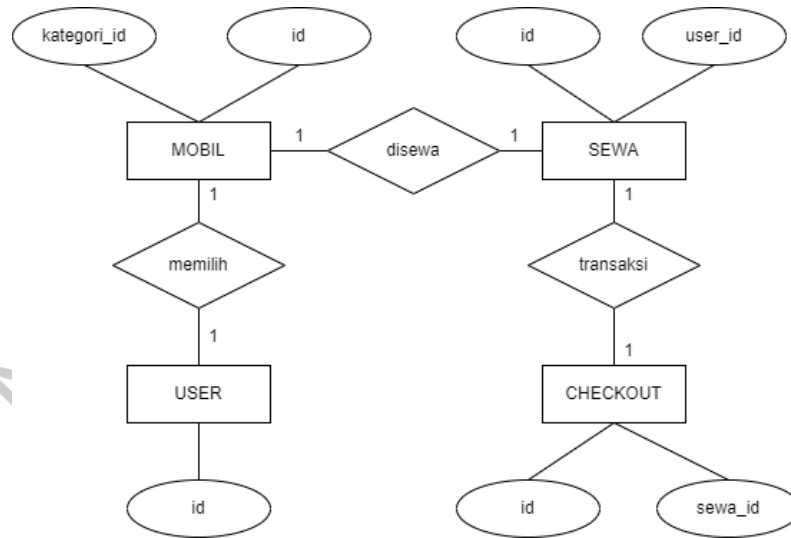 kategori_id
id
id
user_id
MOBIL
1
disewa
1
SEWA
1
1
memilih
transaksi
1
1
USER
CHECKOUT
id
id
sewa_id